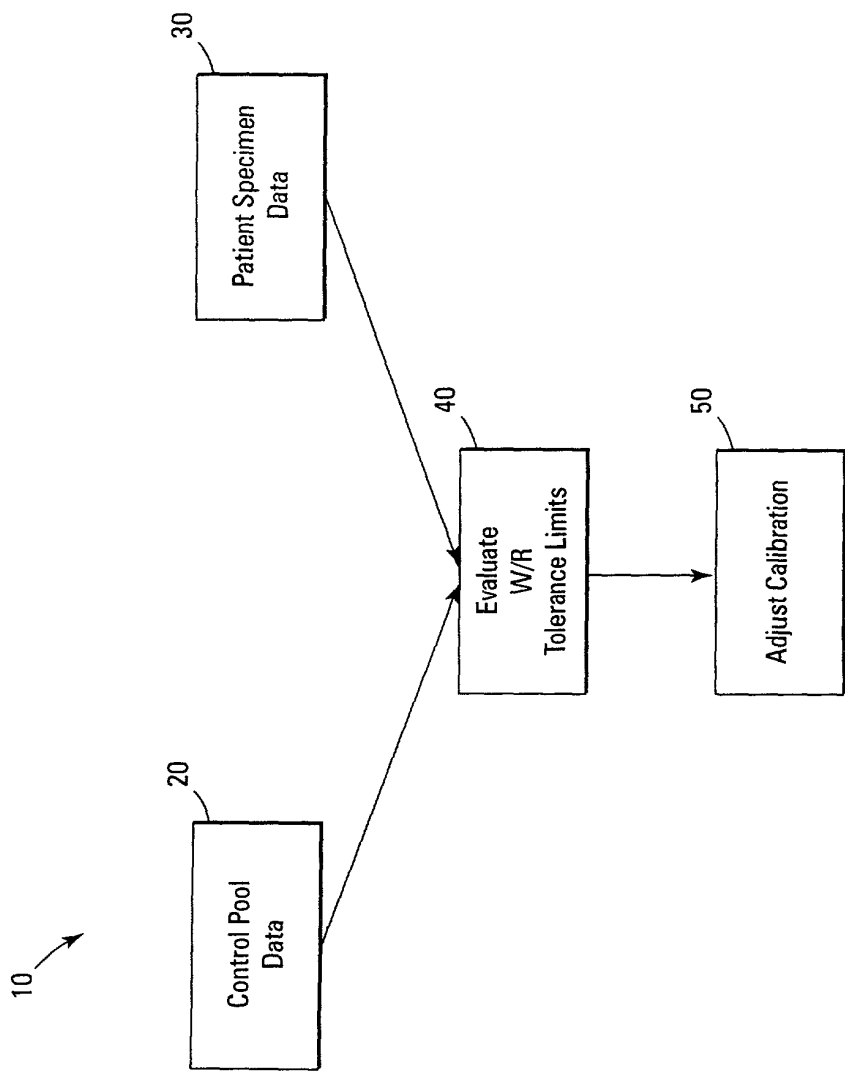 10
20
Control Pool
Data
30
Patient Specimen
Data
40
Evaluate
W/R
Tolerance Limits
50
Adjust Calibration